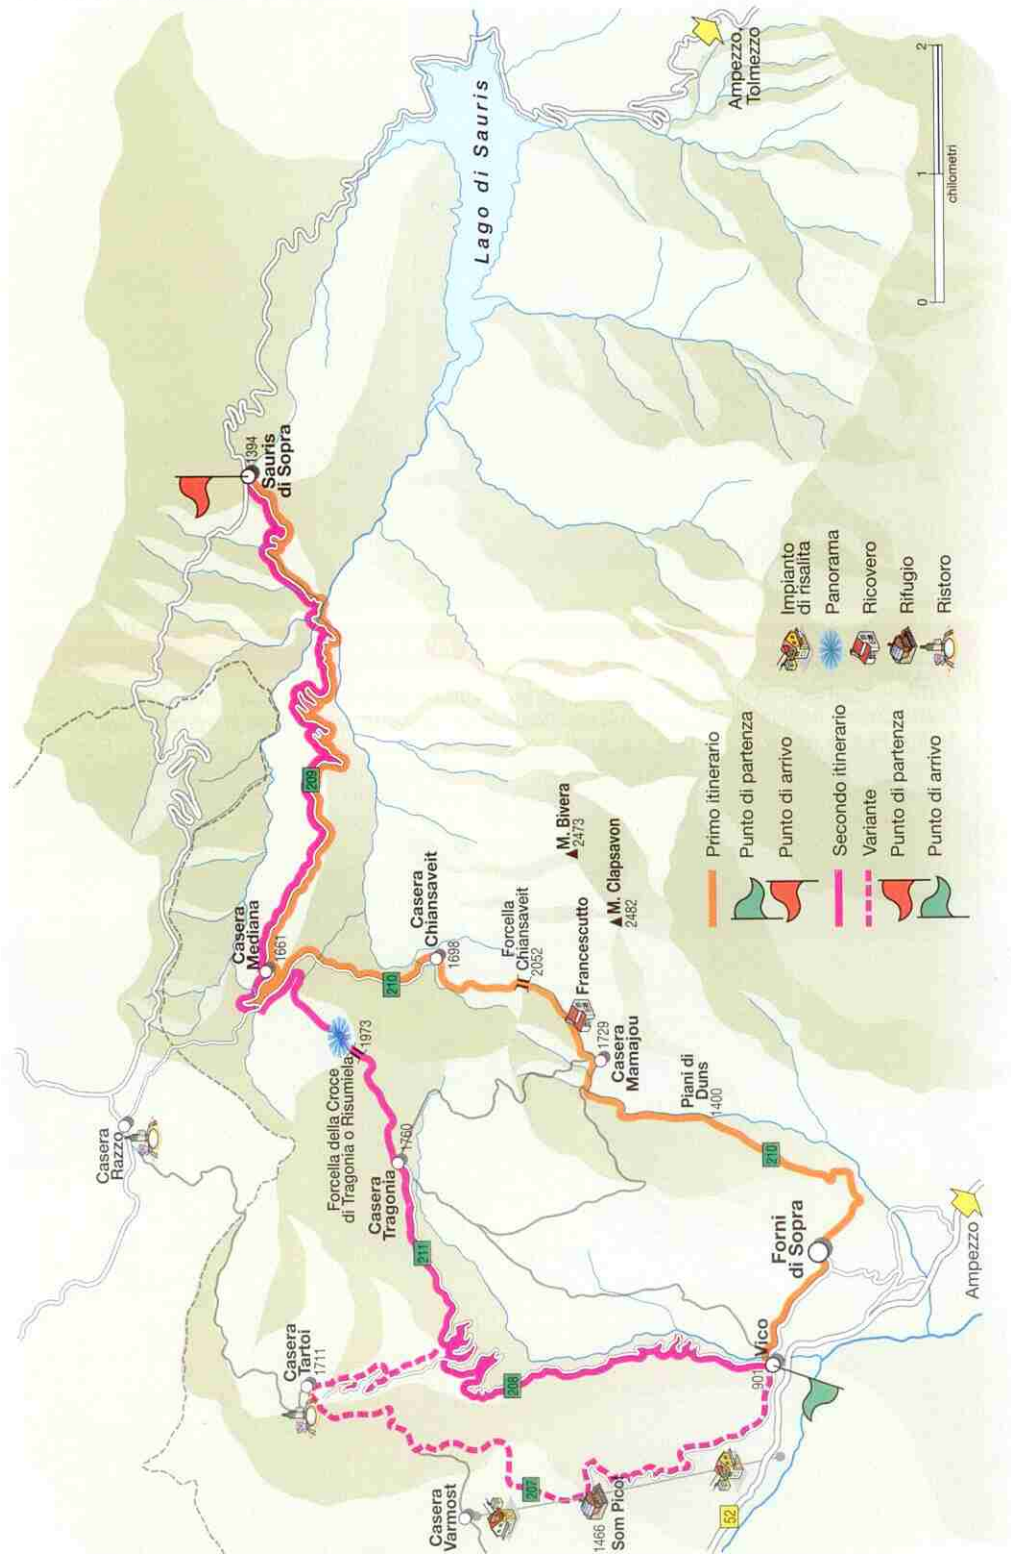 Lago di Sauris
Ampezzo,
Tolmezzo
0
1
2
chilometri
1394
Sauris
di Sopra
209
Casera
Mediana
1661
Casera
Razzo
Forcella della Croce
di Tragonia o Risumiela
1973
210
Casera
Chiansaveit
1698
Forcella
Chiansaveit
2052
M. Bivera
2473
M. Clapsavon
2482
Francescutto
1729
Casera
Mamajou
Piani di
Duns
1400
210
Casera
Tragonia
1760
211
Casera
Tartoi
1711
208
207
Casera
Varmost
1466
Som Picol
Vico
901
Forni
di Sopra
Ampezzo
52
Primo itinerario
Punto di partenza
Punto di arrivo
Secondo itinerario
Variante
Punto di partenza
Punto di arrivo
Impianto
di risalita
Panorama
Ricovero
Rifugio
Ristoro